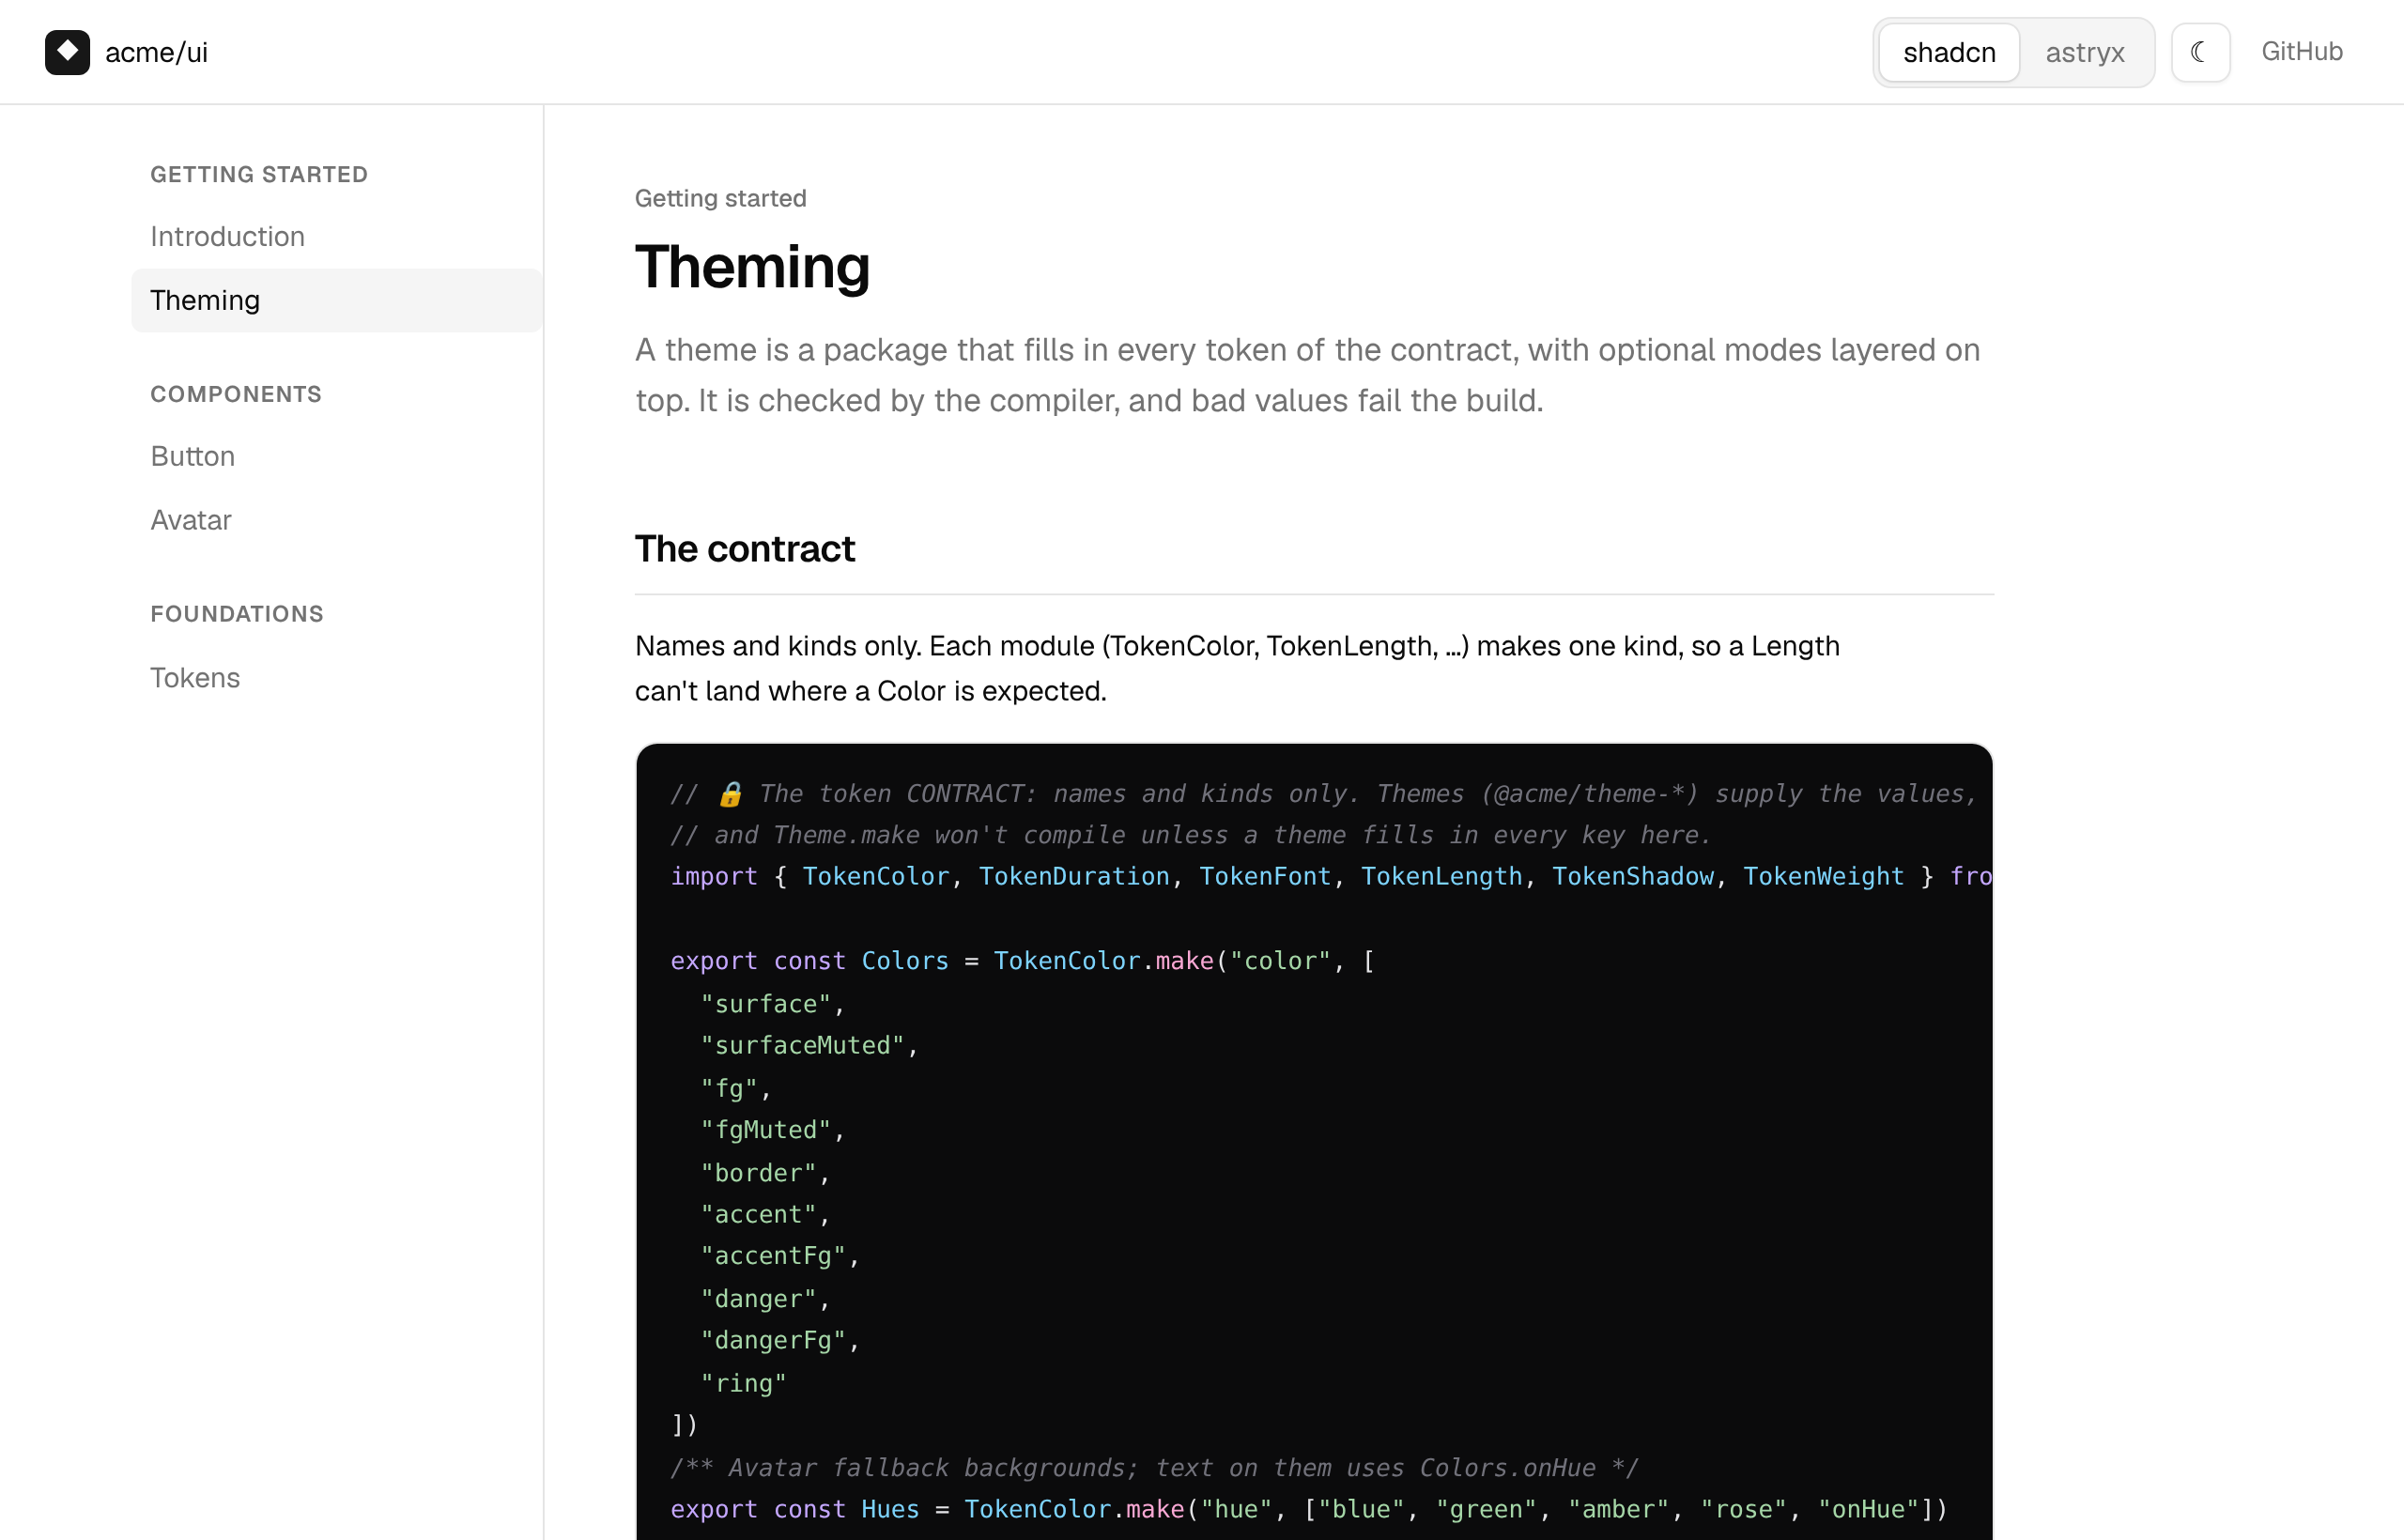 acme/ui
shadcn
astryx
GitHub
GETTING STARTED
Introduction
Theming
COMPONENTS
Button
Avatar
FOUNDATIONS
Tokens
Getting started
Theming
A theme is a package that fills in every token of the contract, with optional modes layered on
top. It is checked by the compiler, and bad values fail the build.
The contract
Names and kinds only. Each module (TokenColor, TokenLength, …) makes one kind, so a Length
can't land where a Color is expected.
// 🔒 The token CONTRACT: names and kinds only. Themes (@acme/theme-*) supply the values,
// and Theme.make won't compile unless a theme fills in every key here.
import { TokenColor, TokenDuration, TokenFont, TokenLength, TokenShadow, TokenWeight } fro
export const Colors = TokenColor.make("color", [
  "surface",
  "surfaceMuted",
  "fg",
  "fgMuted",
  "border",
  "accent",
  "accentFg",
  "danger",
  "dangerFg",
  "ring"
])
/** Avatar fallback backgrounds; text on them uses Colors.onHue */
export const Hues = TokenColor.make("hue", ["blue", "green", "amber", "rose", "onHue"])